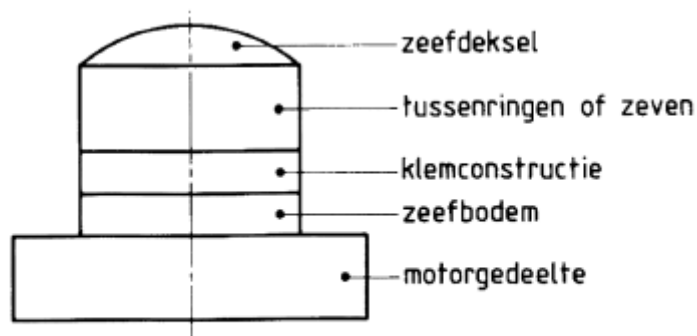 zeefdeksel
tussenringen of zeven
klemconstructie
zeefbodem
motorgedeelte